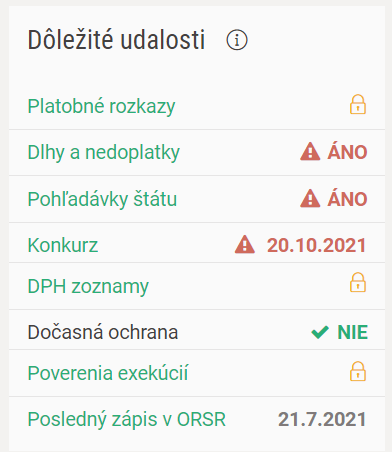 Dôležité udalosti
Platobné rozkazy
Dlhy a nedoplatky ÁNO
Pohľadávky štátu ÁNO
Konkurz 20.10.2021
DPH zoznamy
Dočasná ochrana NIE
Poverenia exekúcií
Posledný zápis v ORSR 21.7.2021